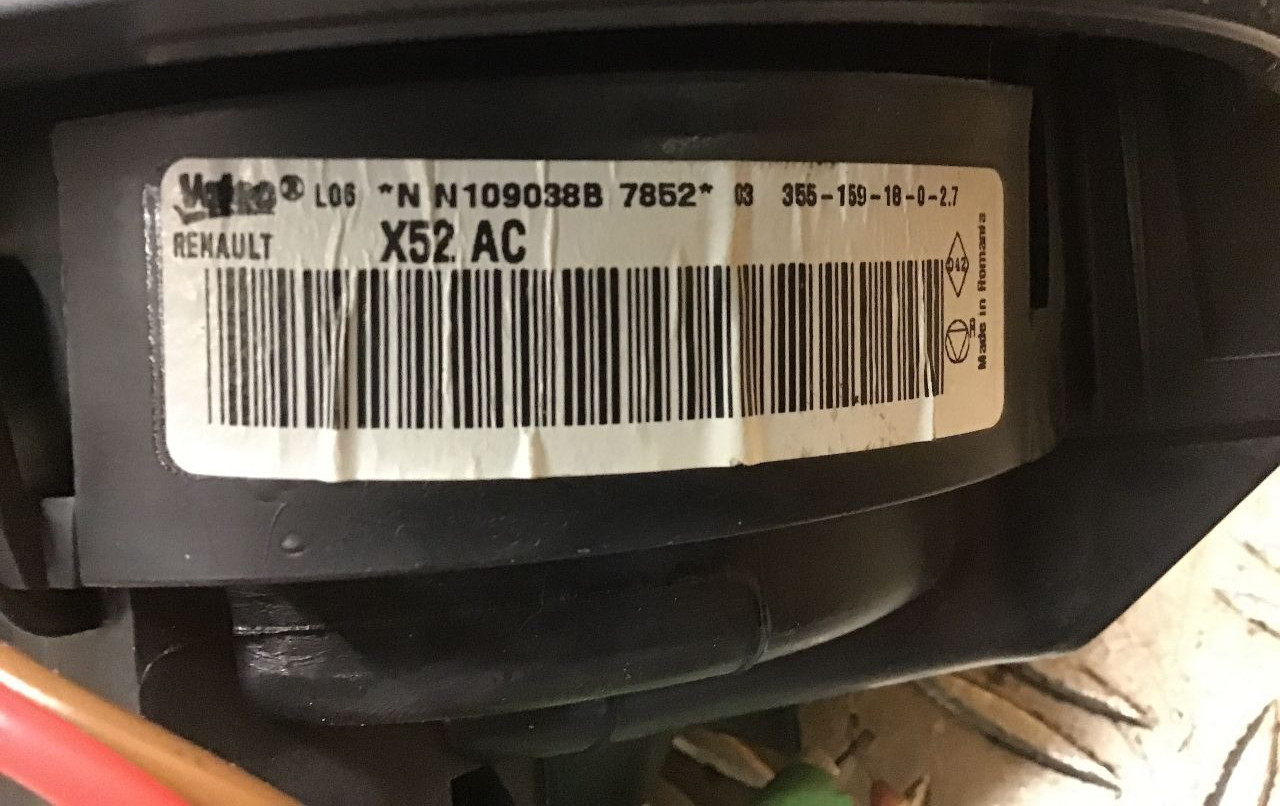 Valeo® L06 *N N109038B 7852* 03 355-159-18-0-2.7
RENAULT X52 AC
Made in Romania